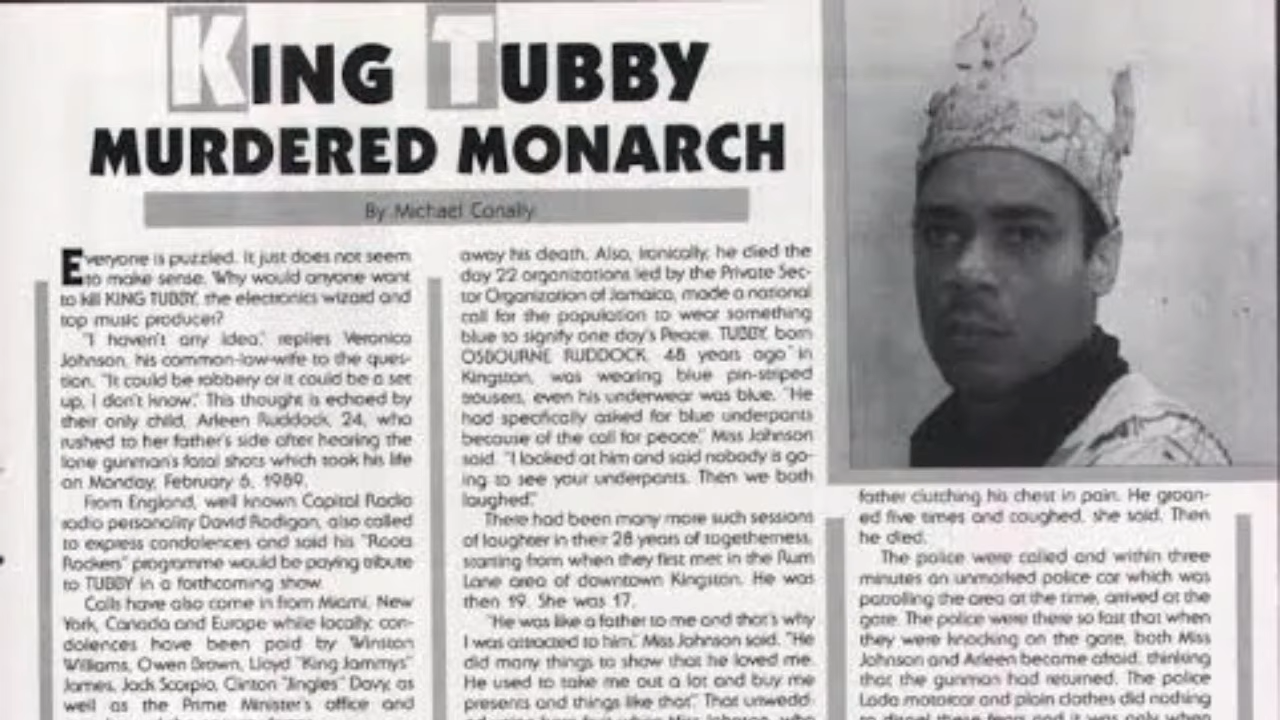 KING TUBBY
MURDERED MONARCH
By Michael Conally
Everyone is puzzled. It just does not seem
to make sense. Why would anyone want
to kill KING TUBBY, the electronics wizard and
top music producer?
"I haven't any idea," replies Veronica
Johnson, his common-law-wife to the ques-
tion. "It could be robbery or it could be a set
up, I don't know." This thought is echoed by
their only child, Arleen Ruddock, 24, who
rushed to her father's side after hearing the
lone gunman's fatal shots which took his life
on Monday, February 6, 1989.
From England, well known Capital Radio
radio personality David Rodigan, also called
to express condolences and said his "Roots
Rockers" programme would be paying tribute
to TUBBY in a forthcoming show.
Calls have also come in from Miami, New
York, Canada and Europe while locally, con-
dolences have been paid by Winston
Williams, Owen Brown, Lloyd "King Jammys"
James, Jack Scorpio, Clinton "Jingles" Davy, as
well as the Prime Minister's office and
away his death. Also, ironically, he died the
day 22 organizations led by the Private Sec-
tor Organization of Jamaica, made a national
call for the population to wear something
blue to signify one day's Peace. TUBBY, born
OSBOURNE RUDDOCK, 48 years ago in
Kingston, was wearing blue pin-striped
trousers, even his underwear was blue. "He
had specifically asked for blue underpants
because of the call for peace," Miss Johnson
said. "I looked at him and said nobody is go-
ing to see your underpants. Then we both
laughed."
There had been many more such sessions
of laughter in their 28 years of togetherness,
starting from when they first met in the Rum
Lane area of downtown Kingston. He was
then 19. She was 17.
"He was like a father to me and that's why
I was attracted to him," Miss Johnson said. "He
did many things to show that he loved me.
He used to take me out a lot and buy me
presents and things like that." That unwedd-
father clutching his chest in pain. He groan-
ed five times and coughed, she said. Then
he died.
The police were called and within three
minutes an unmarked police car which was
patrolling the area at the time, arrived at the
gate. The police were there so fast that when
they were knocking on the gate, both Miss
Johnson and Arleen became afraid, thinking
that the gunman had returned. The police
Lada motorcar and plain clothes did nothing